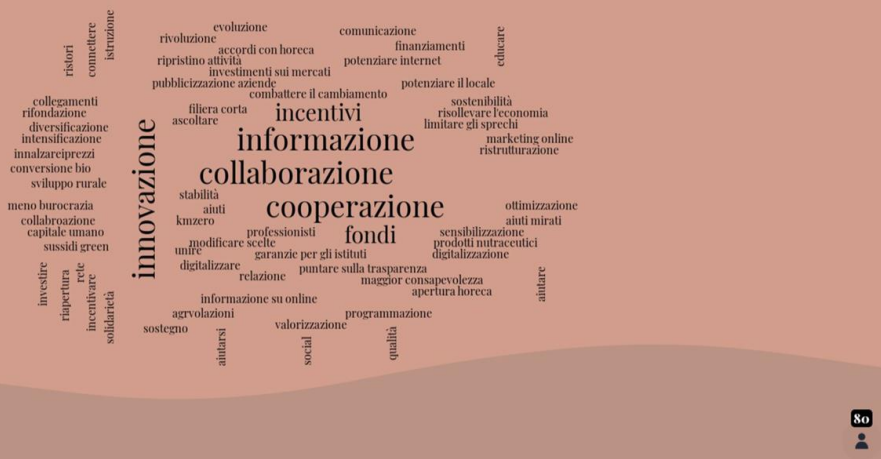 istruzione
connettere
ristori
evoluzione
rivoluzione
comunicazione
educare
accordi con horeca
finanziamenti
ripristino attività
potenziare internet
investimenti sui mercati
pubblicizzazione aziende
potenziare il locale
combattere il cambiamento
collegamenti
sostenibilità
rifondazione
filiera corta
incentivi
risollevare l'economia
ascoltare
limitare gli sprechi
diversificazione
intensificazione
informazione
marketing online
innalzareiprezzi
ristrutturazione
conversione bio
collaborazione
sviluppo rurale
innovazione
stabilità
meno burocrazia
aiuti
cooperazione
ottimizzazione
collabroazione
kmzero
aiuti mirati
capitale umano
professionisti
fondi
sensibilizzazione
sussidi green
modificare scelte
prodotti nutraceutici
unire
garanzie per gli istituti
digitalizzazione
digitalizzare
puntare sulla trasparenza
relazione
maggior consapevolezza
investire
riapertura
rete
incentivare
solidarietà
apertura horeca
aiutare
informazione su online
agrvolazioni
programmazione
sostegno
valorizzazione
aiutarsi
social
qualità
80